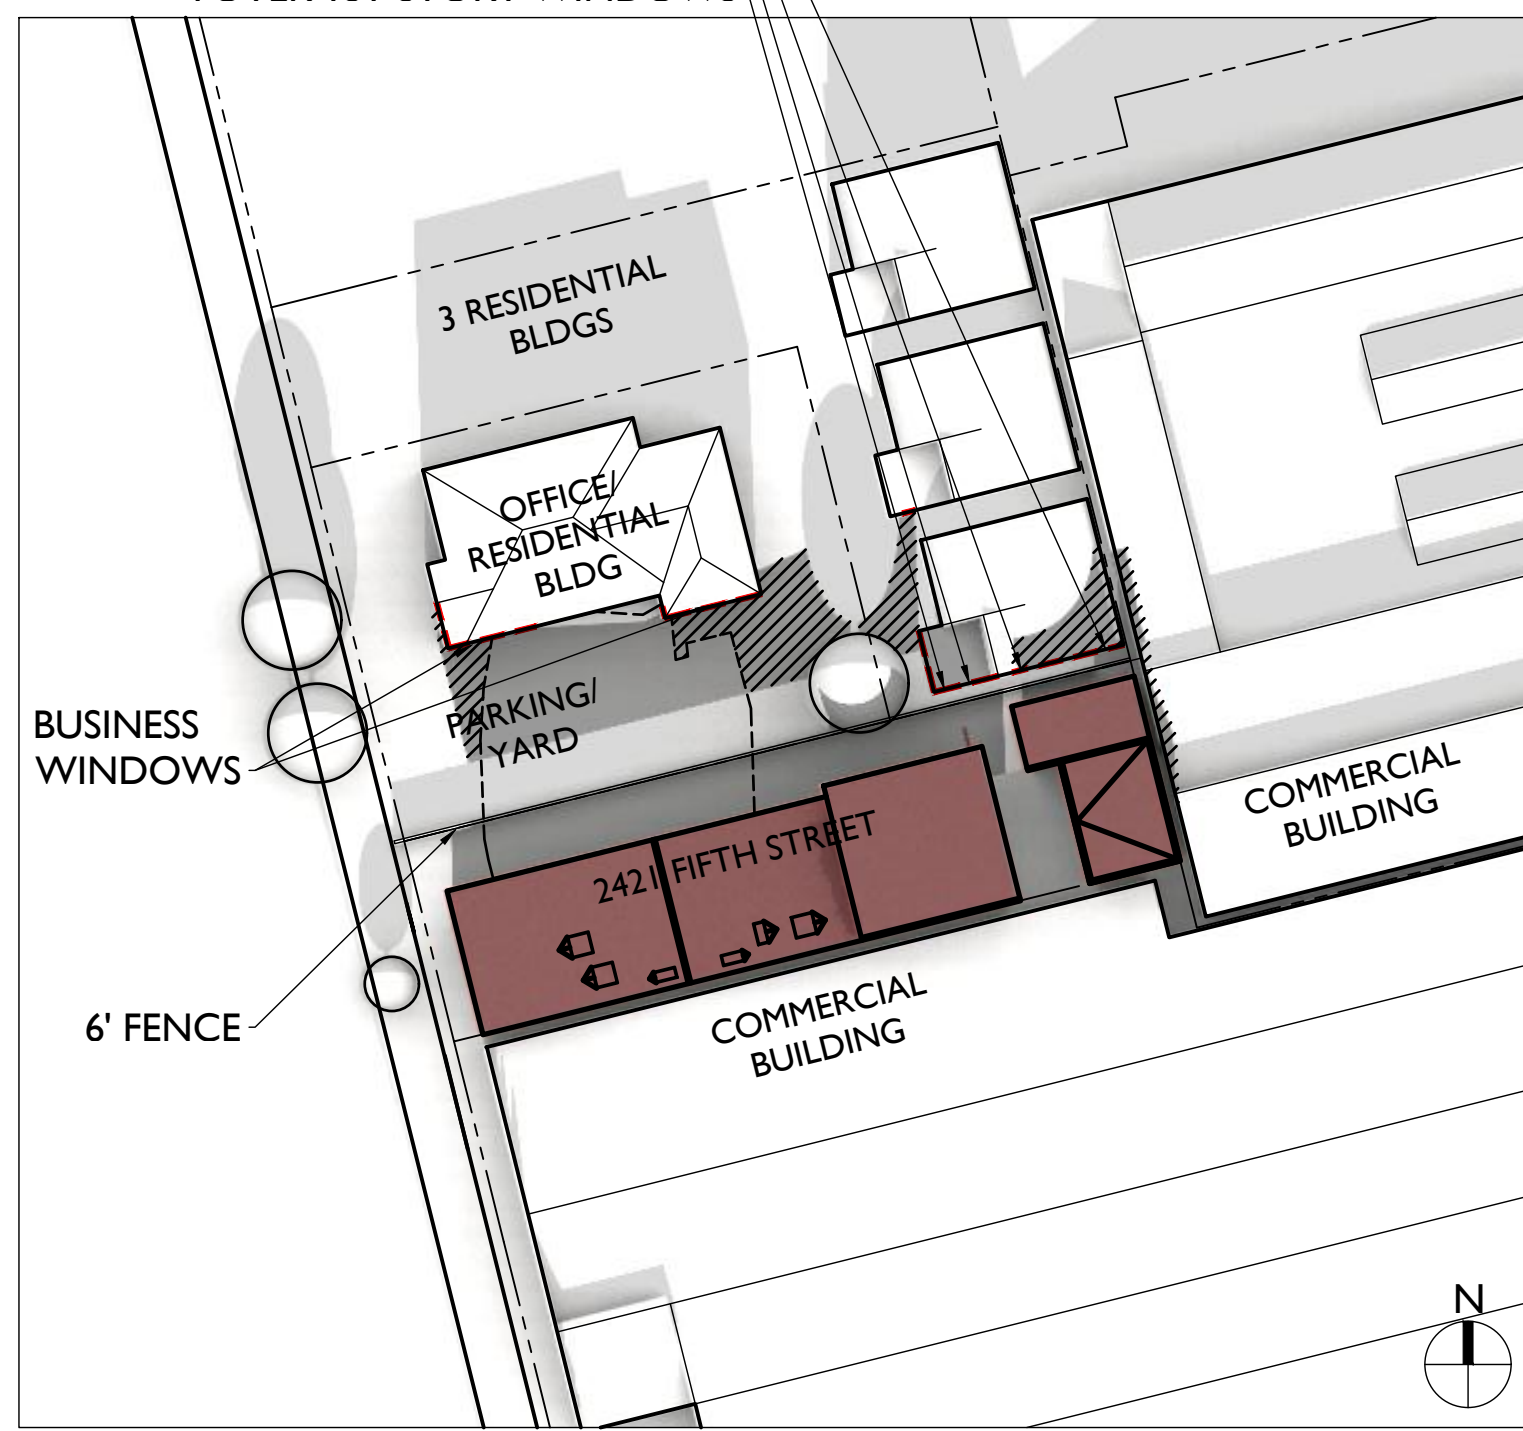 3 RESIDENTIAL
BLDGS
OFFICE/
RESIDENTIAL
BLDG
PARKING/
YARD
BUSINESS
WINDOWS
2421 FIFTH STREET
COMMERCIAL
BUILDING
6' FENCE
COMMERCIAL
BUILDING
N